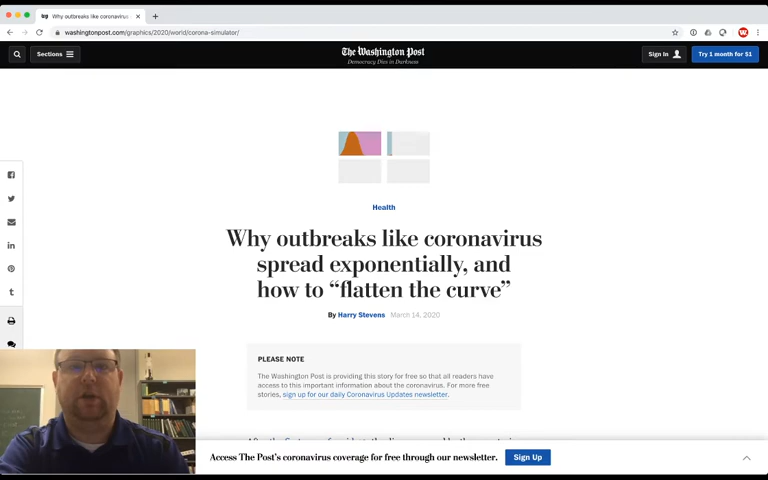 Why outbreaks like coronavirus
washingtonpost.com/graphics/2020/world/corona-simulator/
Sections
The Washington Post
Democracy Dies in Darkness
Sign In
Try 1 month for $1
Health
Why outbreaks like coronavirus
spread exponentially, and
how to “flatten the curve”
By Harry Stevens March 14, 2020
PLEASE NOTE
The Washington Post is providing this story for free so that all readers have
access to this important information about the coronavirus. For more free
stories, sign up for our daily Coronavirus Updates newsletter.
Access The Post's coronavirus coverage for free through our newsletter.
Sign Up